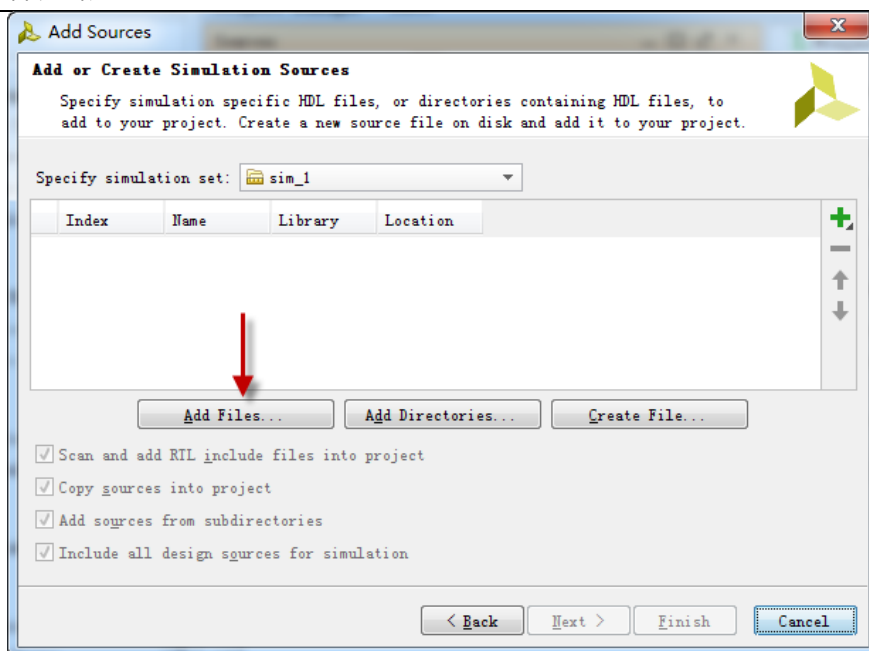 Add Sources
Add or Create Simulation Sources
Specify simulation specific HDL files, or directories containing HDL files, to
add to your project. Create a new source file on disk and add it to your project.
Specify simulation set: sim_1
Index Name Library Location
Add Files... Add Directories... Create File...
Scan and add RTL include files into project
Copy sources into project
Add sources from subdirectories
Include all design sources for simulation
< Back Next > Finish Cancel